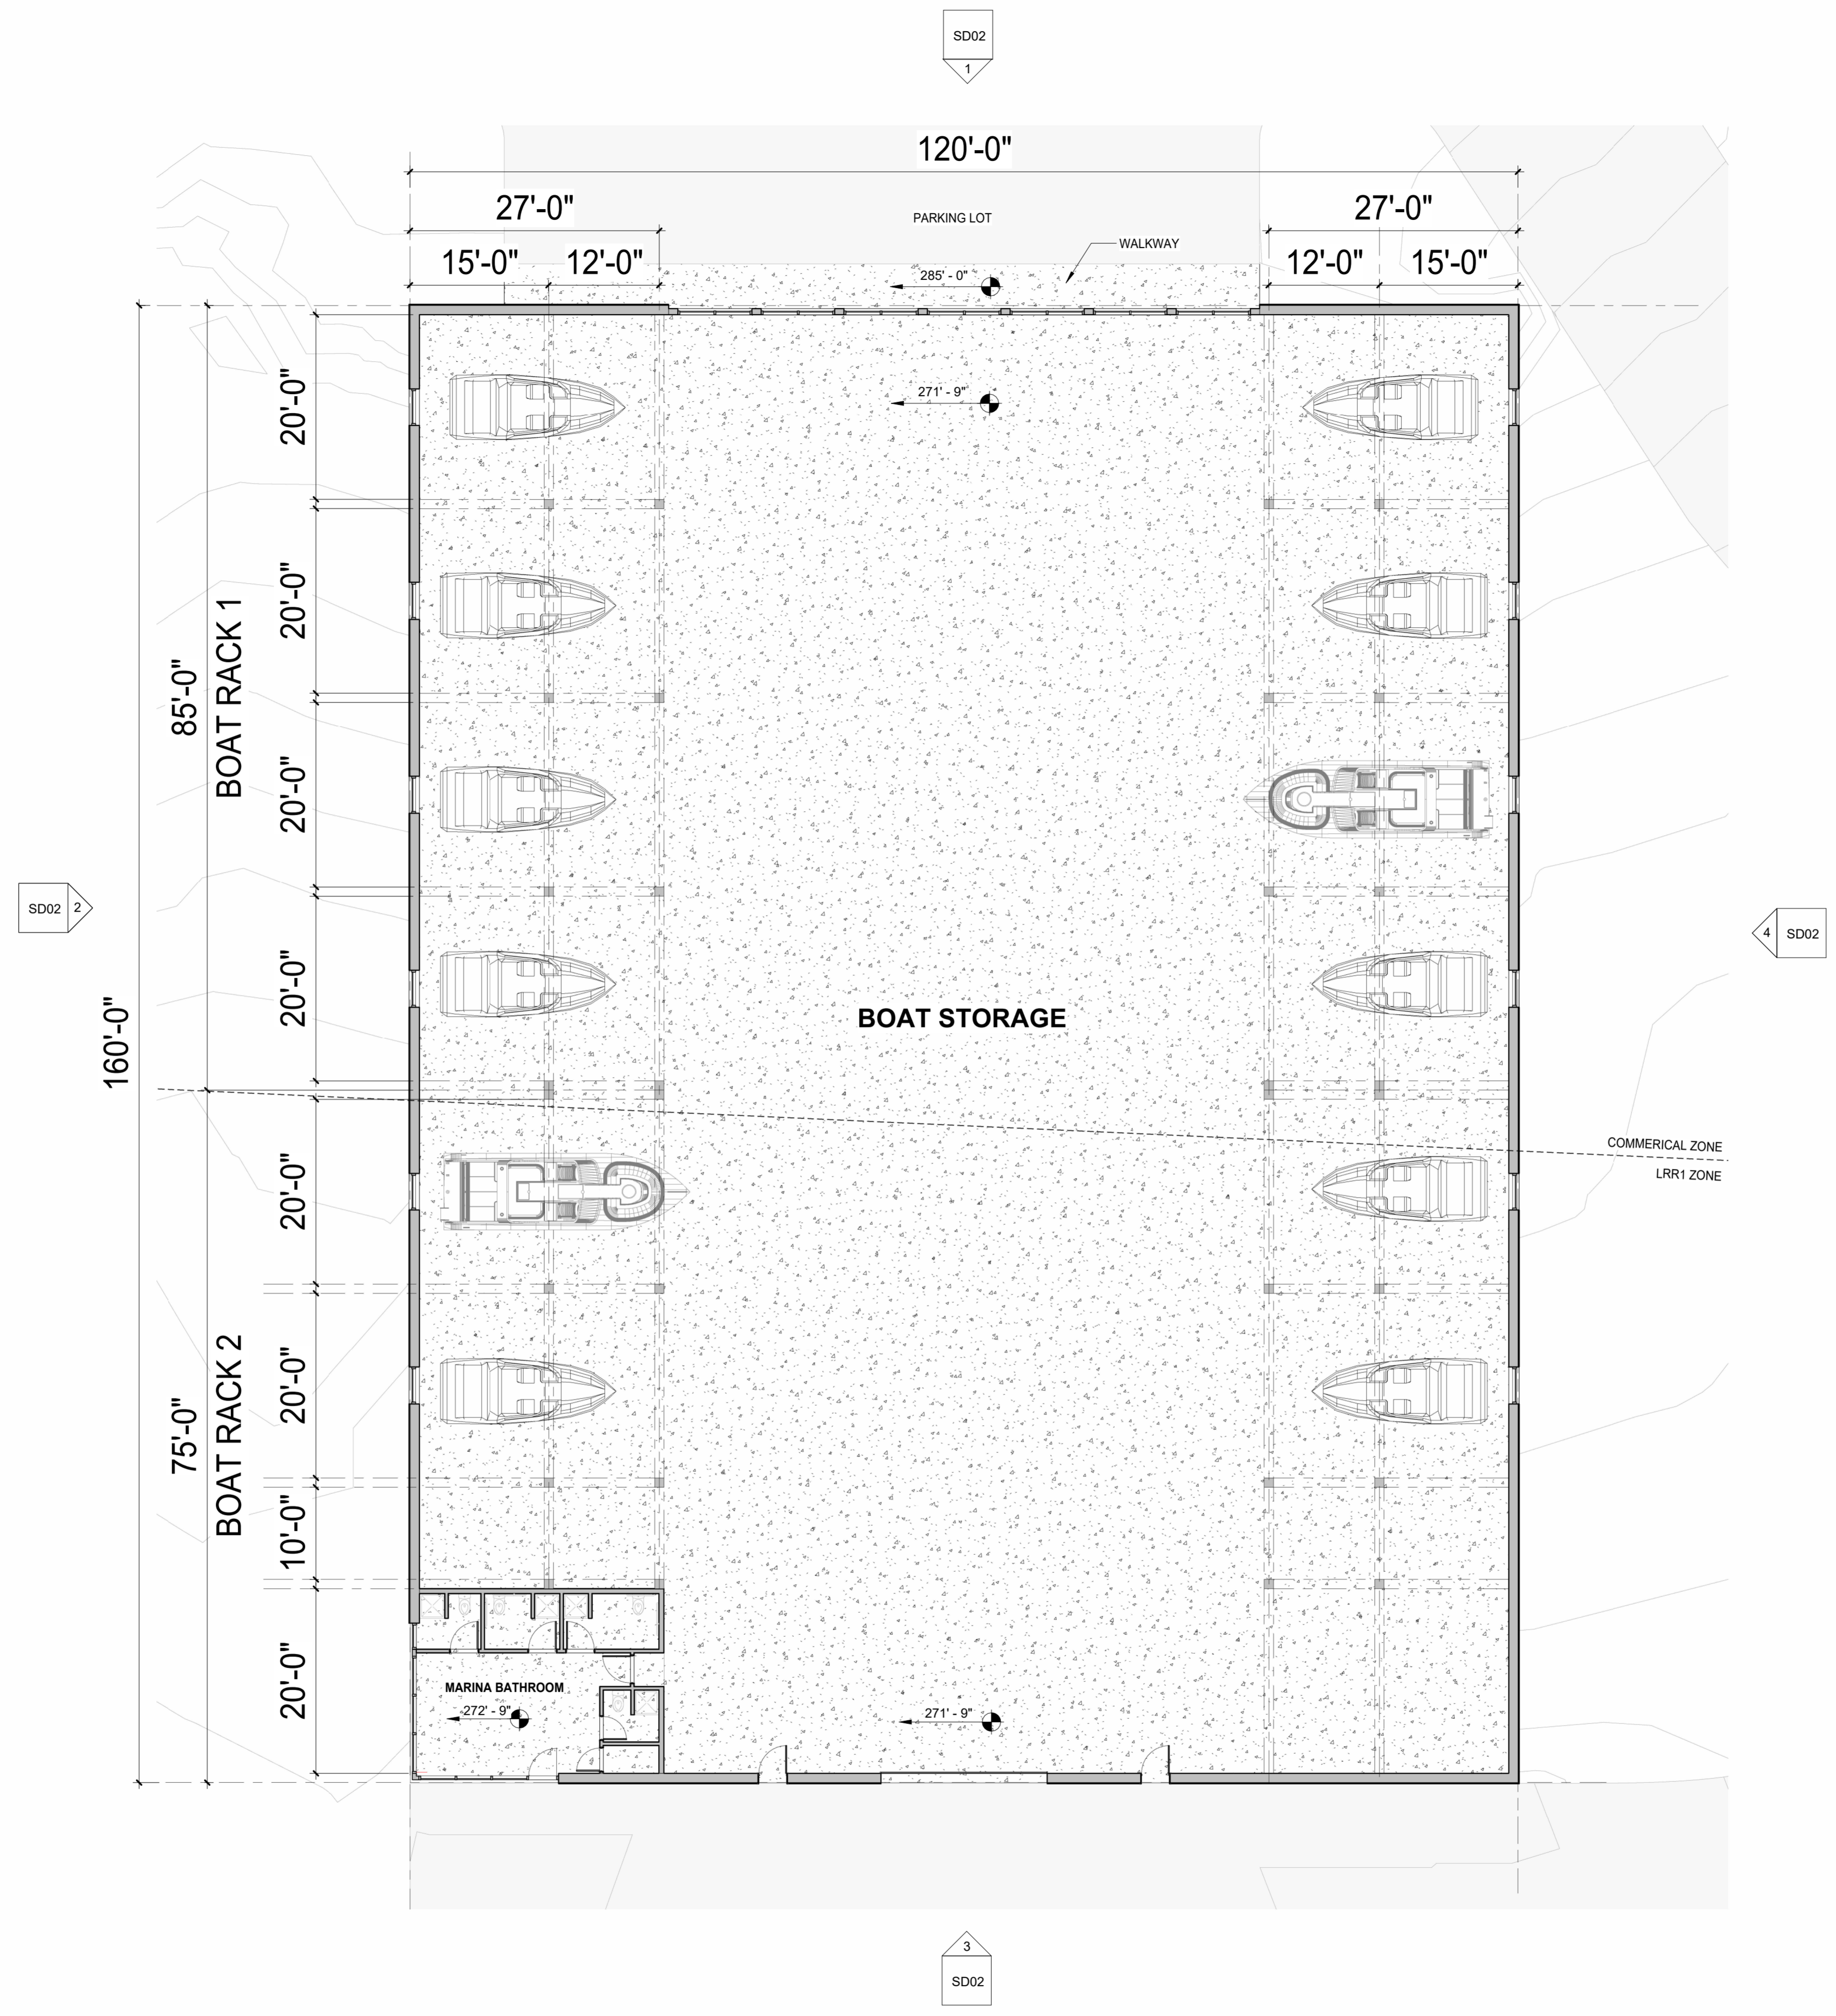 SD02
1
120'-0"
27'-0"
PARKING LOT
27'-0"
WALKWAY
15'-0"
12'-0"
12'-0"
15'-0"
285' - 0"
271' - 9"
20'-0"
20'-0"
20'-0"
20'-0"
20'-0"
20'-0"
10'-0"
20'-0"
85'-0"
BOAT RACK 1
160'-0"
75'-0"
BOAT RACK 2
SD02
2
4
SD02
BOAT STORAGE
COMMERICAL ZONE
LRR1 ZONE
MARINA BATHROOM
272' - 9"
271' - 9"
3
SD02